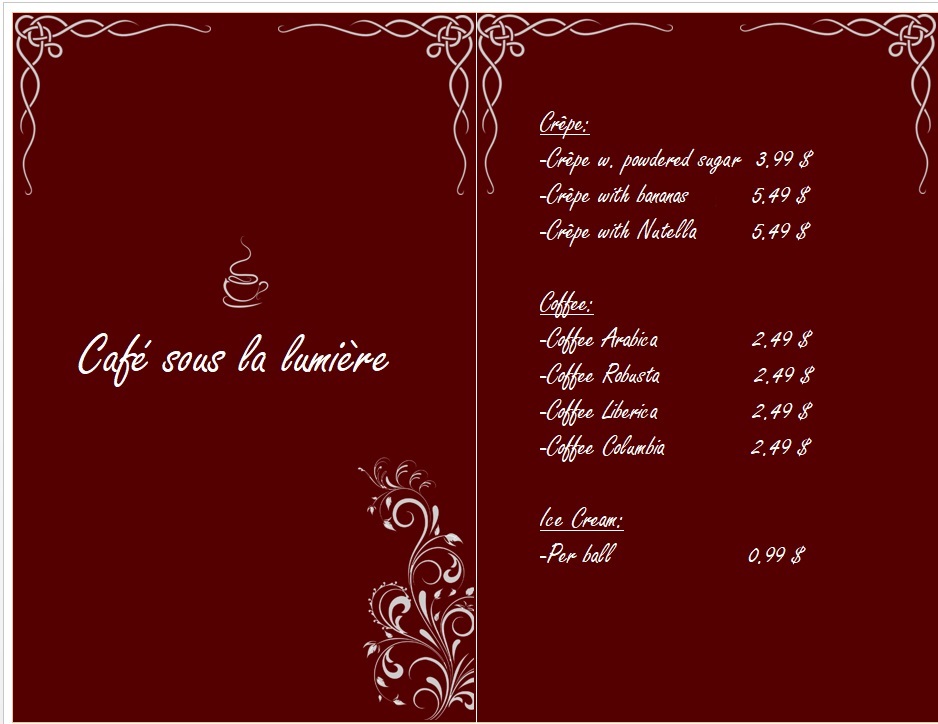 Café sous la lumière
Crêpe:
-Crêpe w. powdered sugar 3.99 $
-Crêpe with bananas 5.49 $
-Crêpe with Nutella 5.49 $
Coffee:
-Coffee Arabica 2.49 $
-Coffee Robusta 2.49 $
-Coffee Liberica 2.49 $
-Coffee Columbia 2.49 $
Ice Cream:
-Per ball 0.99 $